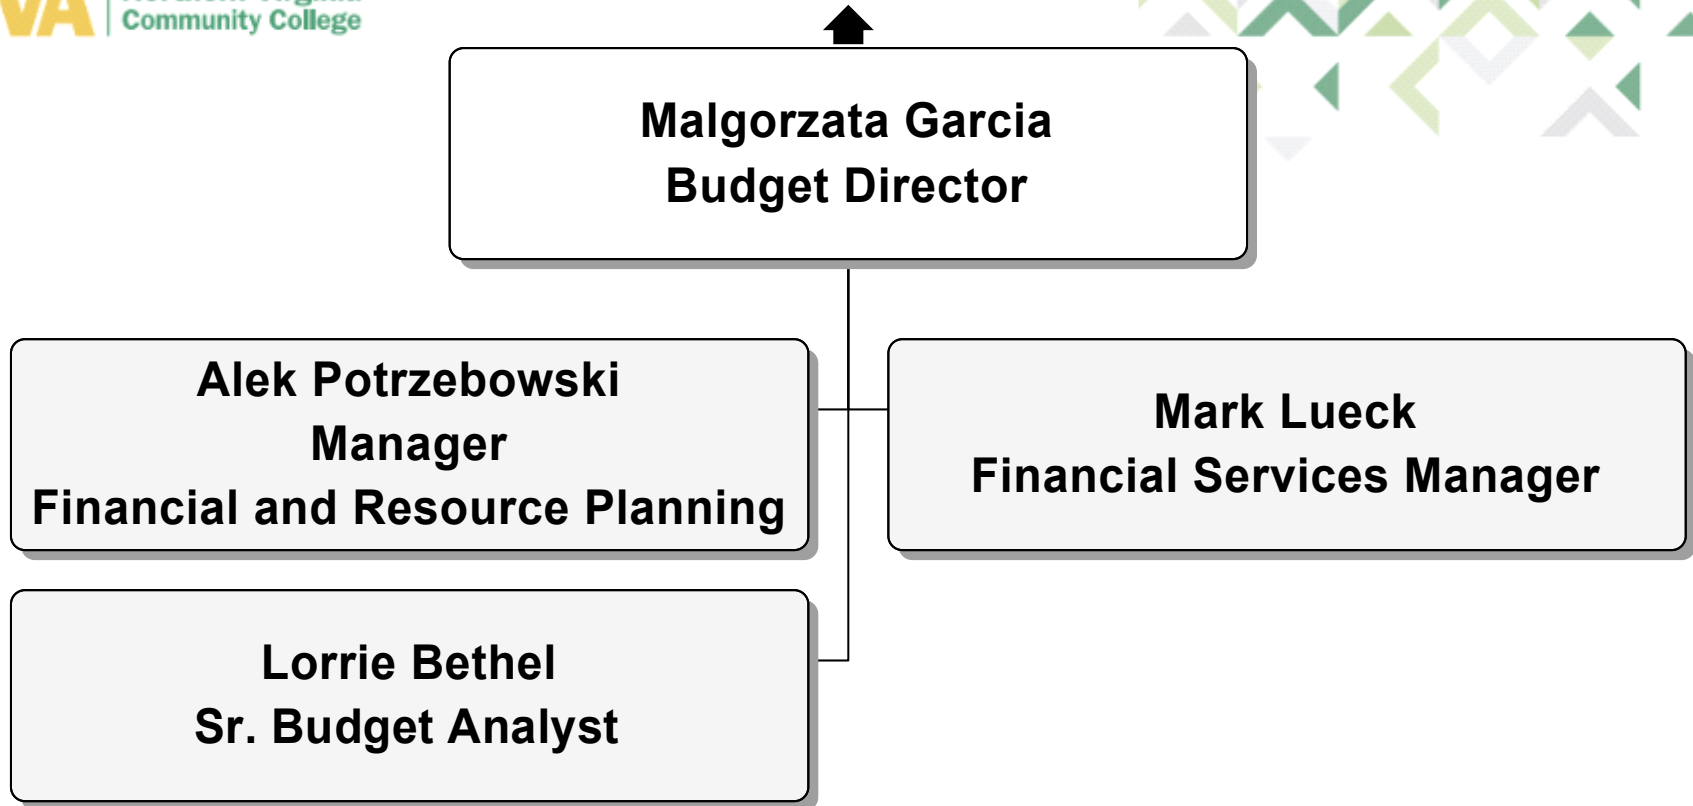 VA
Community College
Malgorzata Garcia
Budget Director
Alek Potrzebowski
Manager
Financial and Resource Planning
Mark Lueck
Financial Services Manager
Lorrie Bethel
Sr. Budget Analyst